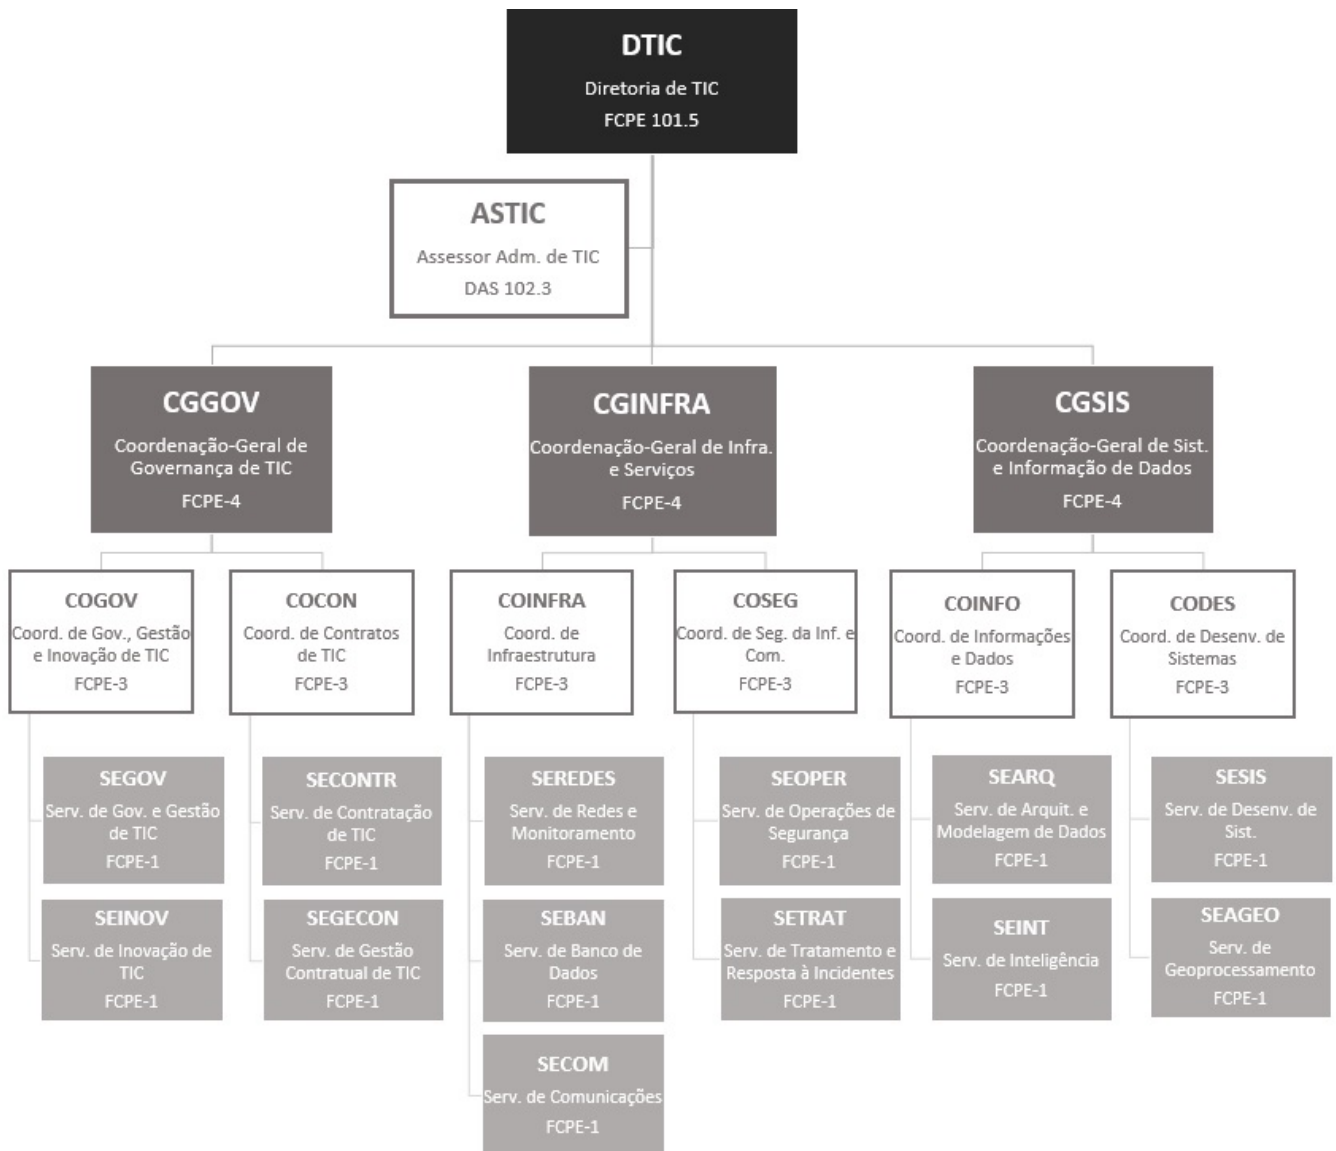 DTIC
Diretoria de TIC
FCPE 101.5
ASTIC
Assessor Adm. de TIC
DAS 102.3
CGGOV
Coordenação-Geral de
Governança de TIC
FCPE-4
CGINFRA
Coordenação-Geral de Infra.
e Serviços
FCPE-4
CGSIS
Coordenação-Geral de Sist.
e Informação de Dados
FCPE-4
COGOV
Coord. de Gov., Gestão
e Inovação de TIC
FCPE-3
COCON
Coord. de Contratos
de TIC
FCPE-3
COINFRA
Coord. de
Infraestrutura
FCPE-3
COSEG
Coord. de Seg. da Inf. e
Com.
FCPE-3
COINFO
Coord. de Informações
e Dados
FCPE-3
CODES
Coord. de Desenv. de
Sistemas
FCPE-3
SEGOV
Serv. de Gov. e Gestão
de TIC
FCPE-1
SECONTR
Serv. de Contratação
de TIC
FCPE-1
SEREDES
Serv. de Redes e
Monitoramento
FCPE-1
SEOPER
Serv. de Operações de
Segurança
FCPE-1
SEARQ
Serv. de Arquit. e
Modelagem de Dados
FCPE-1
SESIS
Serv. de Desenv. de
Sist.
FCPE-1
SEINOV
Serv. de Inovação de
TIC
FCPE-1
SEGECON
Serv. de Gestão
Contratual de TIC
FCPE-1
SEBAN
Serv. de Banco de
Dados
FCPE-1
SETRAT
Serv. de Tratamento e
Resposta à Incidentes
FCPE-1
SEINT
Serv. de Inteligência
FCPE-1
SEAGEO
Serv. de
Geoprocessamento
FCPE-1
SECOM
Serv. de Comunicações
FCPE-1